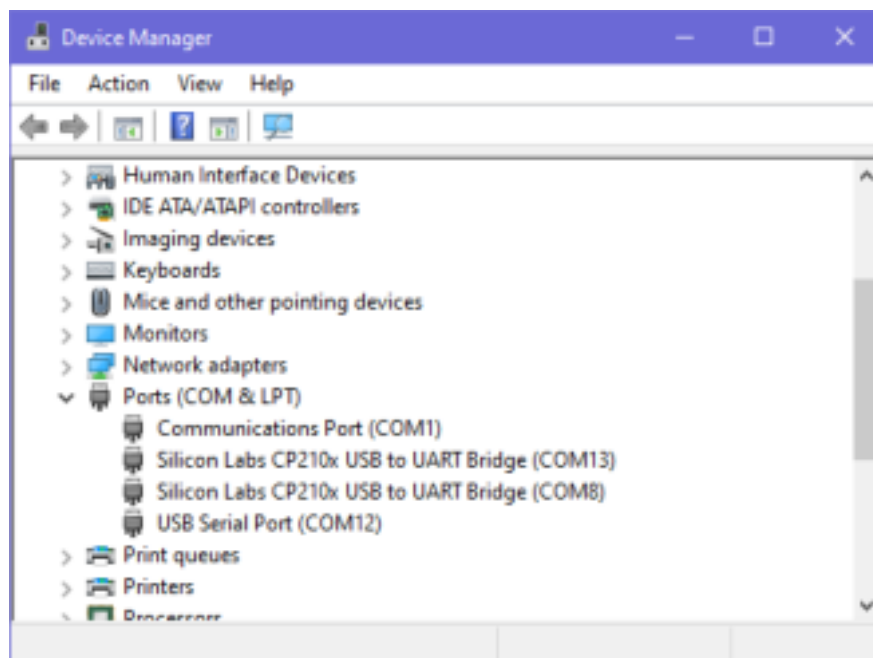 Device Manager
File Action View Help
Human Interface Devices
IDE ATA/ATAPI controllers
Imaging devices
Keyboards
Mice and other pointing devices
Monitors
Network adapters
Ports (COM & LPT)
Communications Port (COM1)
Silicon Labs CP210x USB to UART Bridge (COM13)
Silicon Labs CP210x USB to UART Bridge (COM8)
USB Serial Port (COM12)
Print queues
Printers
Processors